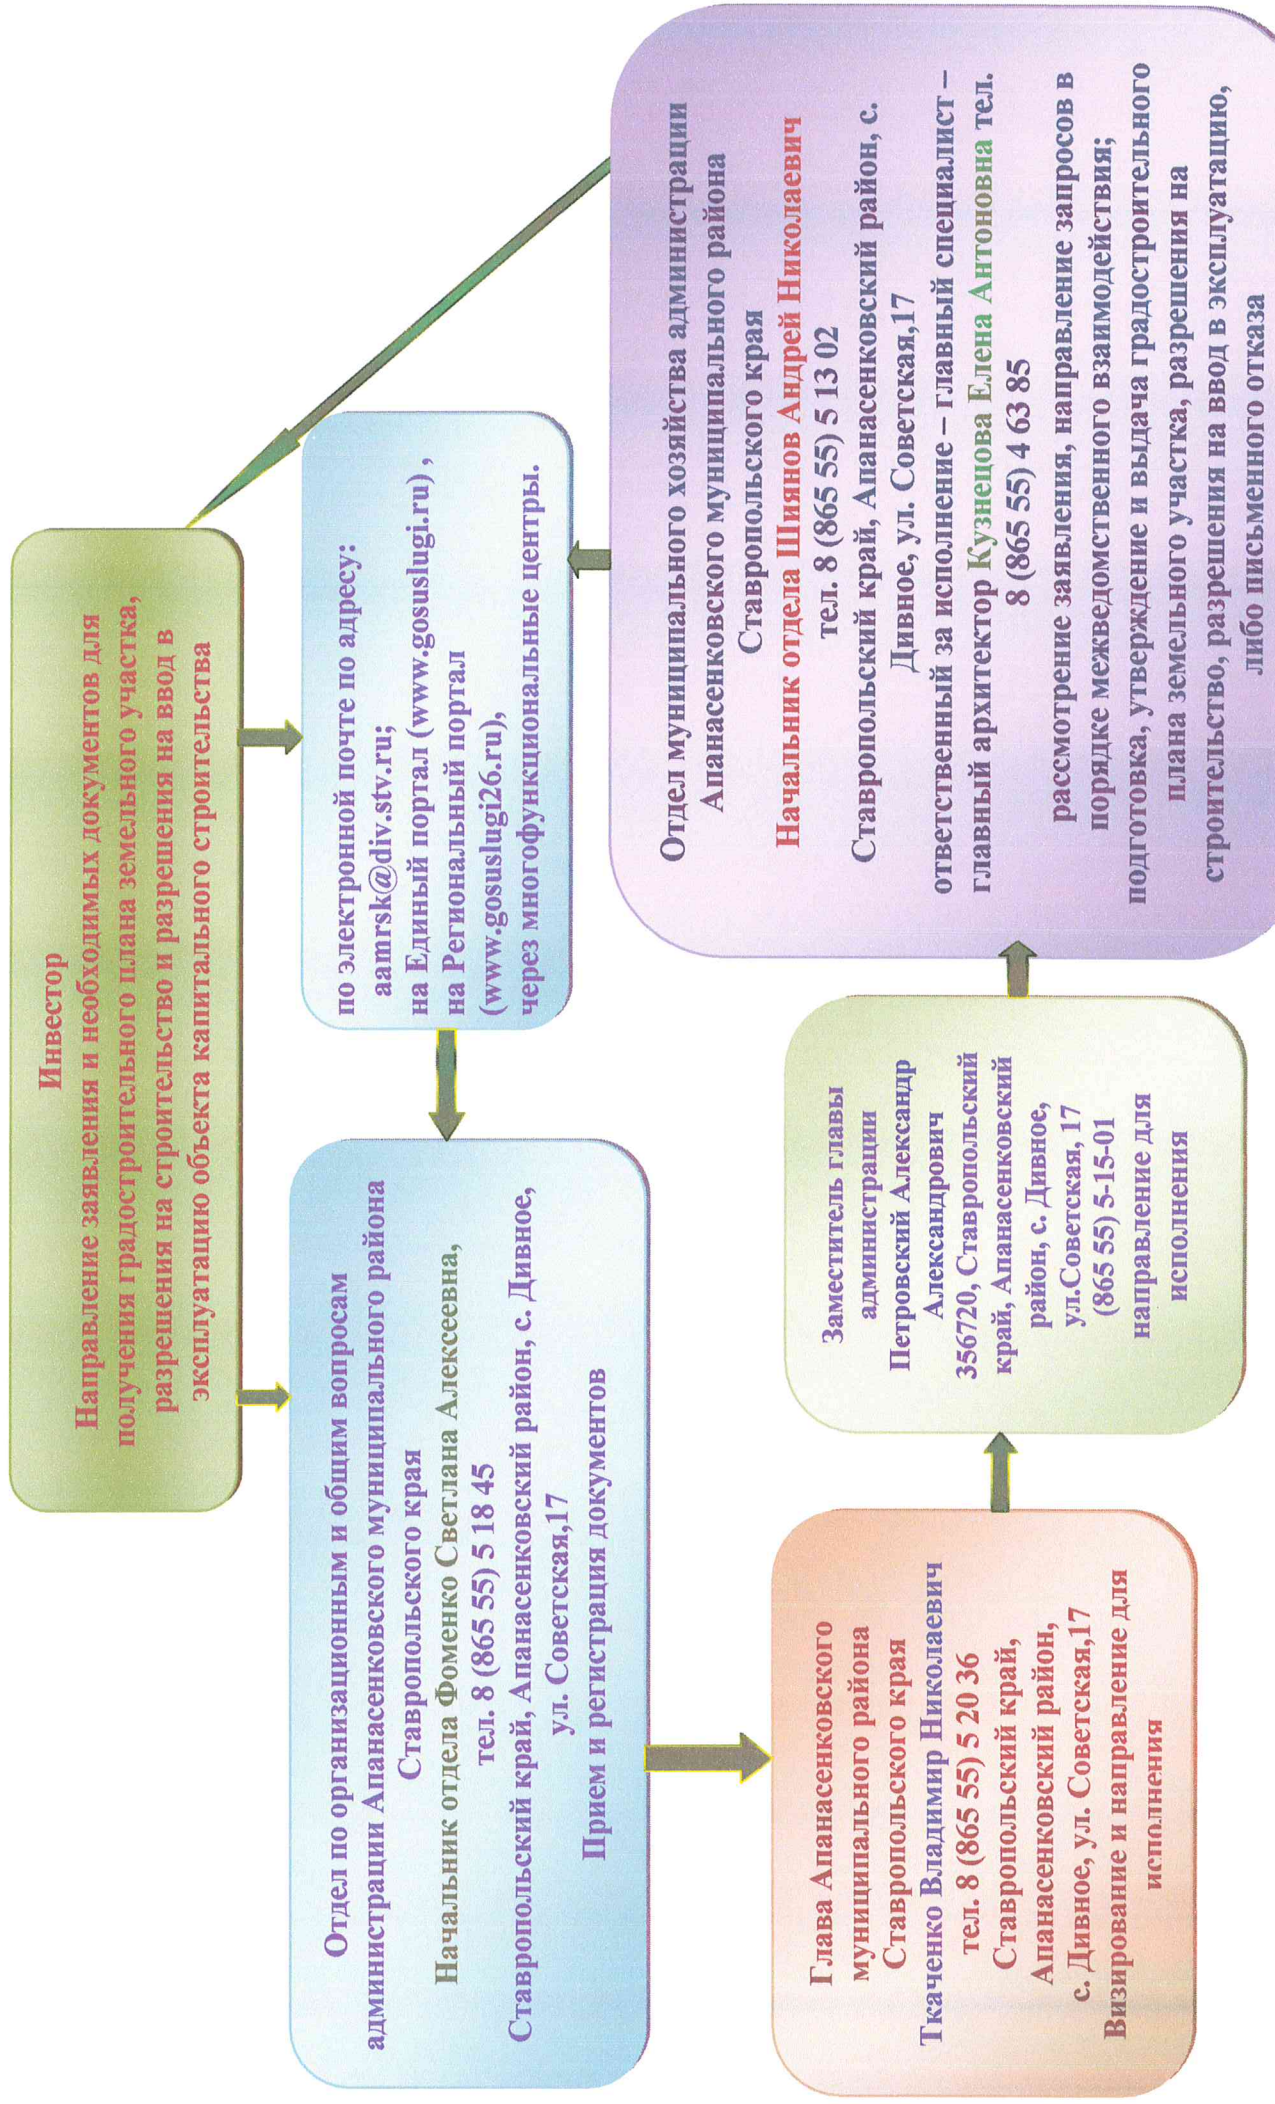 Инвестор
Направление заявления и необходимых документов для
получения градостроительного плана земельного участка,
разрешения на строительство и разрешения на ввод в
эксплуатацию объекта капитального строительства
Отдел по организационным и общим вопросам
администрации Апанасенковского муниципального района
Ставропольского края
Начальник отдела Фоменко Светлана Алексеевна,
тел. 8 (865 55) 5 18 45
Ставропольский край, Апанасенковский район, с. Дивное,
ул. Советская,17
Прием и регистрация документов
по электронной почте по адресу:
aamrsk@div.stv.ru;
на Единый портал (www.gosuslugi.ru) ,
на Региональный портал
(www.gosuslugi26.ru),
через многофункциональные центры.
Глава Апанасенковского
муниципального района
Ставропольского края
Ткаченко Владимир Николаевич
тел. 8 (865 55) 5 20 36
Ставропольский край,
Апанасенковский район,
с. Дивное, ул. Советская,17
Визирование и направление для
исполнения
Заместитель главы
администрации
Петровский Александр
Александрович
356720, Ставропольский
край, Апанасенковский
район, с. Дивное,
ул.Советская, 17
(865 55) 5-15-01
направление для
исполнения
Отдел муниципального хозяйства администрации
Апанасенковского муниципального района
Ставропольского края
Начальник отдела Шиянов Андрей Николаевич
тел. 8 (865 55) 5 13 02
Ставропольский край, Апанасенковский район, с.
Дивное, ул. Советская,17
ответственный за исполнение – главный специалист –
главный архитектор Кузнецова Елена Антоновна тел.
8 (865 55) 4 63 85
рассмотрение заявления, направление запросов в
порядке межведомственного взаимодействия;
подготовка, утверждение и выдача градостроительного
плана земельного участка, разрешения на
строительство, разрешения на ввод в эксплуатацию,
либо письменного отказа